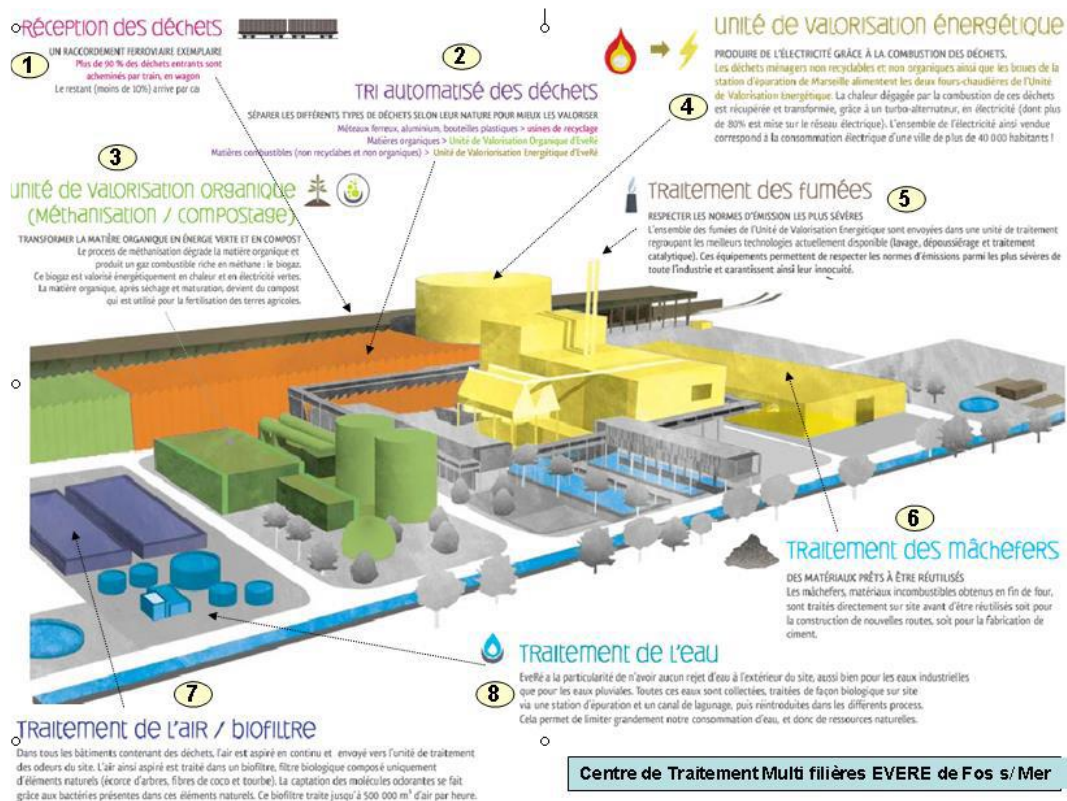 Réception des déchets
1
UN RACCORDEMENT FERROVIAIRE EXEMPLAIRE
Plus de 90 % des déchets entrants sont
acheminés par train, en wagon
Le restant (moins de 10%) arrive par ca
2
Tri automatisé des déchets
SÉPARER LES DIFFÉRENTS TYPES DE DÉCHETS SELON LEUR NATURE POUR MIEUX LES VALORISER
Méteaux ferreux, aluminium, bouteilles plastiques > usines de recyclage
Matières organiques > Unité de Valorisation Organique d'EveRé
Matières combustibles (non recyclabes et non organiques) > Unité de Valoriorisation Energétique d'EveRé
3
Unité de valorisation organique
(Méthanisation / compostage)
TRANSFORMER LA MATIÈRE ORGANIQUE EN ÉNERGIE VERTE ET EN COMPOST
Le process de méthanisation dégrade la matière organique et
produit un gaz combustible riche en méthane : le biogaz.
Ce biogaz est valorisé énergétiquement en chaleur et en électricité vertes.
La matière organique, après séchage et maturation, devient du compost
qui est utilisé pour la fertilisation des terres agricoles.
Unité de valorisation énergétique
PRODUIRE DE L'ÉLECTRICITÉ GRÂCE À LA COMBUSTION DES DÉCHETS.
Les déchets ménagers non recyclables et non organiques ainsi que les boues de la
station d'épuration de Marseille alimentent les deux fours-chaudières de l'Unité
de Valorisation Energétique. La chaleur dégagée par la combustion de ces déchets
est récupérée et transformée, grâce à un turbo-alternateur, en électricité (dont plus
de 80% est mise sur le réseau électrique). L'ensemble de l'électricité ainsi vendue
correspond à la consommation électrique d'une ville de plus de 40 000 habitants !
4
Traitement des fumées
5
RESPECTER LES NORMES D'ÉMISSION LES PLUS SÉVÈRES
L'ensemble des fumées de l'Unité de Valorisation Energétique sont envoyées dans une unité de traitement
regroupant les meilleurs technologies actuellement disponible (lavage, dépoussiérage et traitement
catalytique). Ces équipements permettent de respecter les normes d'émissions parmi les plus sévères de
toute l'industrie et garantissent ainsi leur innocuité.
6
Traitement des mâchefers
DES MATÉRIAUX PRÊTS À ÊTRE RÉUTILISÉS
Les mâchefers, matériaux incombustibles obtenus en fin de four,
sont traités directement sur site avant d'être réutilisés soit pour
la construction de nouvelles routes, soit pour la fabrication de
ciment.
8
Traitement de l'eau
EveRé a la particularité de n'avoir aucun rejet d'eau à l'extérieur du site, aussi bien pour les eaux industrielles
que pour les eaux pluviales. Toutes ces eaux sont collectées, traitées de façon biologique sur site
via une station d'épuration et un canal de lagunage, puis réintroduites dans les différents process.
Cela permet de limiter grandement notre consommation d'eau, et donc de ressources naturelles.
7
Traitement de l'air / biofiltre
Dans tous les bâtiments contenant des déchets, l'air est aspiré en continu et envoyé vers l'unité de traitement
des odeurs du site. L'air ainsi aspiré est traité dans un biofiltre, filtre biologique composé uniquement
d'éléments naturels (écorce d'arbres, fibres de coco et tourbe). La captation des molécules odorantes se fait
grâce aux bactéries présentes dans ces éléments naturels. Ce biofiltre traite jusqu'à 500 000 m³ d'air par heure.
Centre de Traitement Multi filières EVERE de Fos s/ Mer